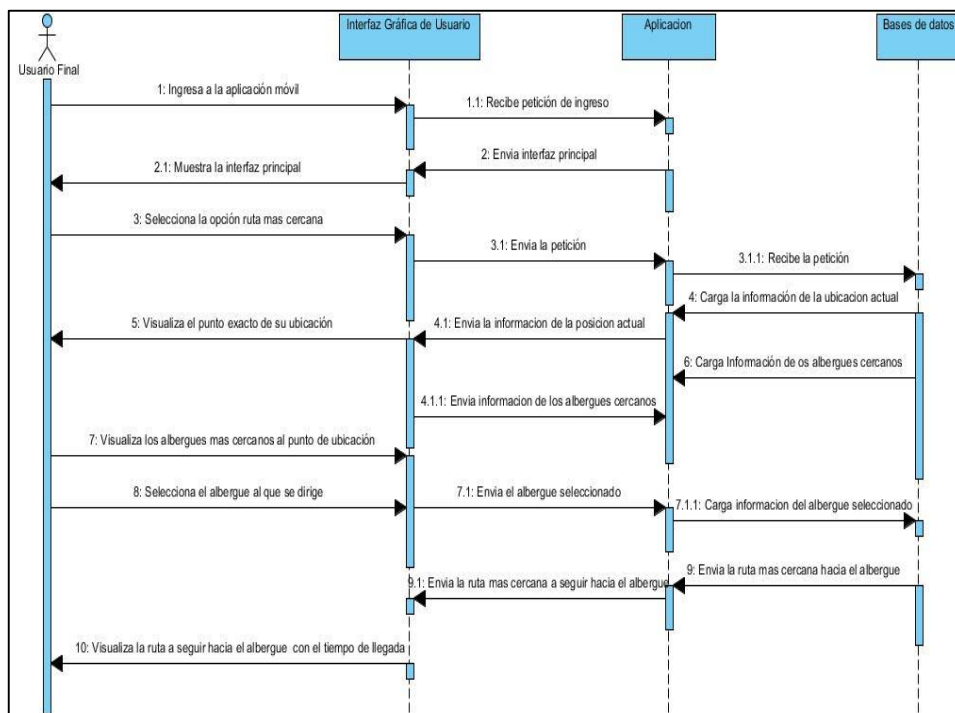 Interfaz Gráfica de Usuario
Aplicacion
Bases de datos
Usuario Final
1: Ingresa a la aplicación móvil
1.1: Recibe petición de ingreso
2: Envia interfaz principal
2.1: Muestra la interfaz principal
3: Selecciona la opción ruta mas cercana
3.1: Envia la petición
3.1.1: Recibe la petición
4: Carga la información de la ubicacion actual
5: Visualiza el punto exacto de su ubicación
4.1: Envia la informacion de la posicion actual
6: Carga Información de os albergues cercanos
4.1.1: Envia informacion de los albergues cercanos
7: Visualiza los albergues mas cercanos al punto de ubicación
8: Selecciona el albergue al que se dirige
7.1: Envia el albergue seleccionado
7.1.1: Carga informacion del albergue seleccionado
9: Envia la ruta mas cercana hacia el albergue
9.1: Envia la ruta mas cercana a seguir hacia el albergue
10: Visualiza la ruta a seguir hacia el albergue con el tiempo de llegada